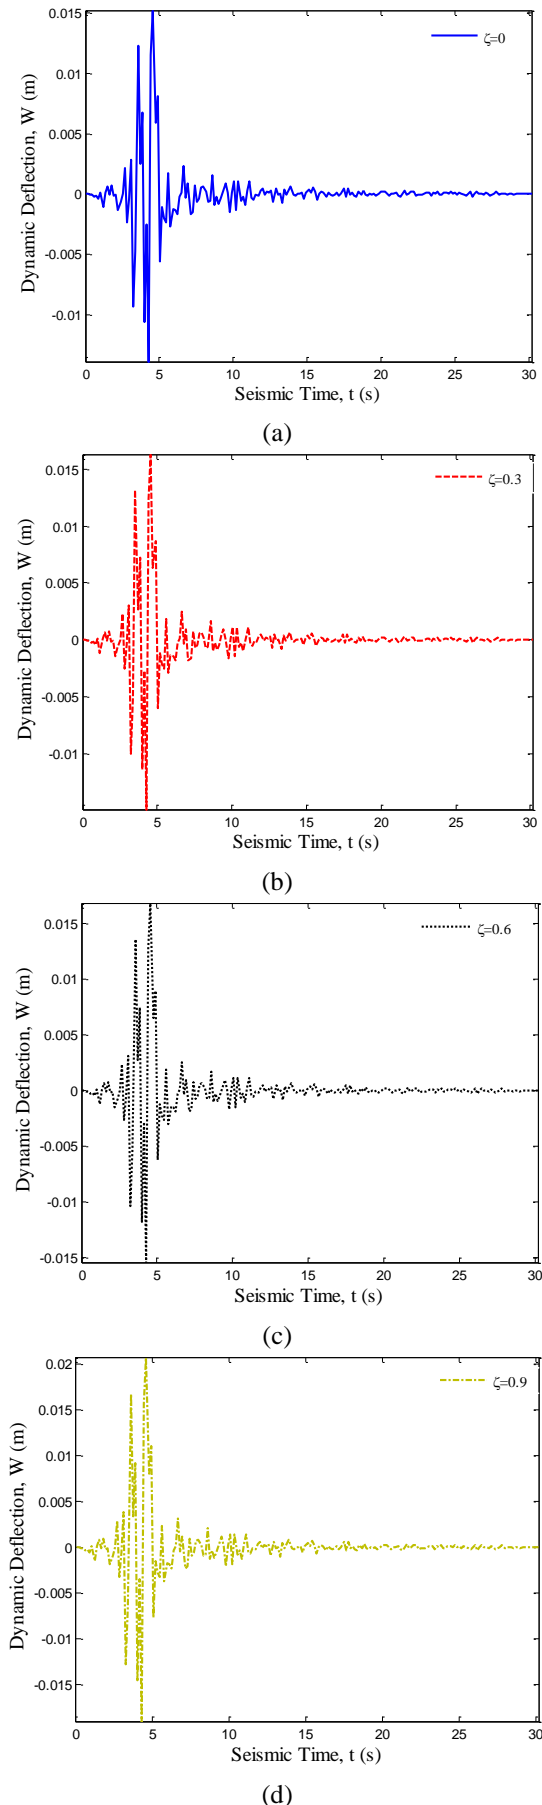 0.015
ζ=0
0.01
0.005
0
-0.005
-0.01
Dynamic Deflection, W (m)
0 5 10 15 20 25 30
Seismic Time, t (s)
(a)
0.015
ζ=0.3
0.01
0.005
0
-0.005
-0.01
Dynamic Deflection, W (m)
0 5 10 15 20 25 30
Seismic Time, t (s)
(b)
0.015
ζ=0.6
0.01
0.005
0
-0.005
-0.01
-0.015
Dynamic Deflection, W (m)
0 5 10 15 20 25 30
Seismic Time, t (s)
(c)
0.02
ζ=0.9
0.015
0.01
0.005
0
-0.005
-0.01
-0.015
Dynamic Deflection, W (m)
0 5 10 15 20 25 30
Seismic Time, t (s)
(d)